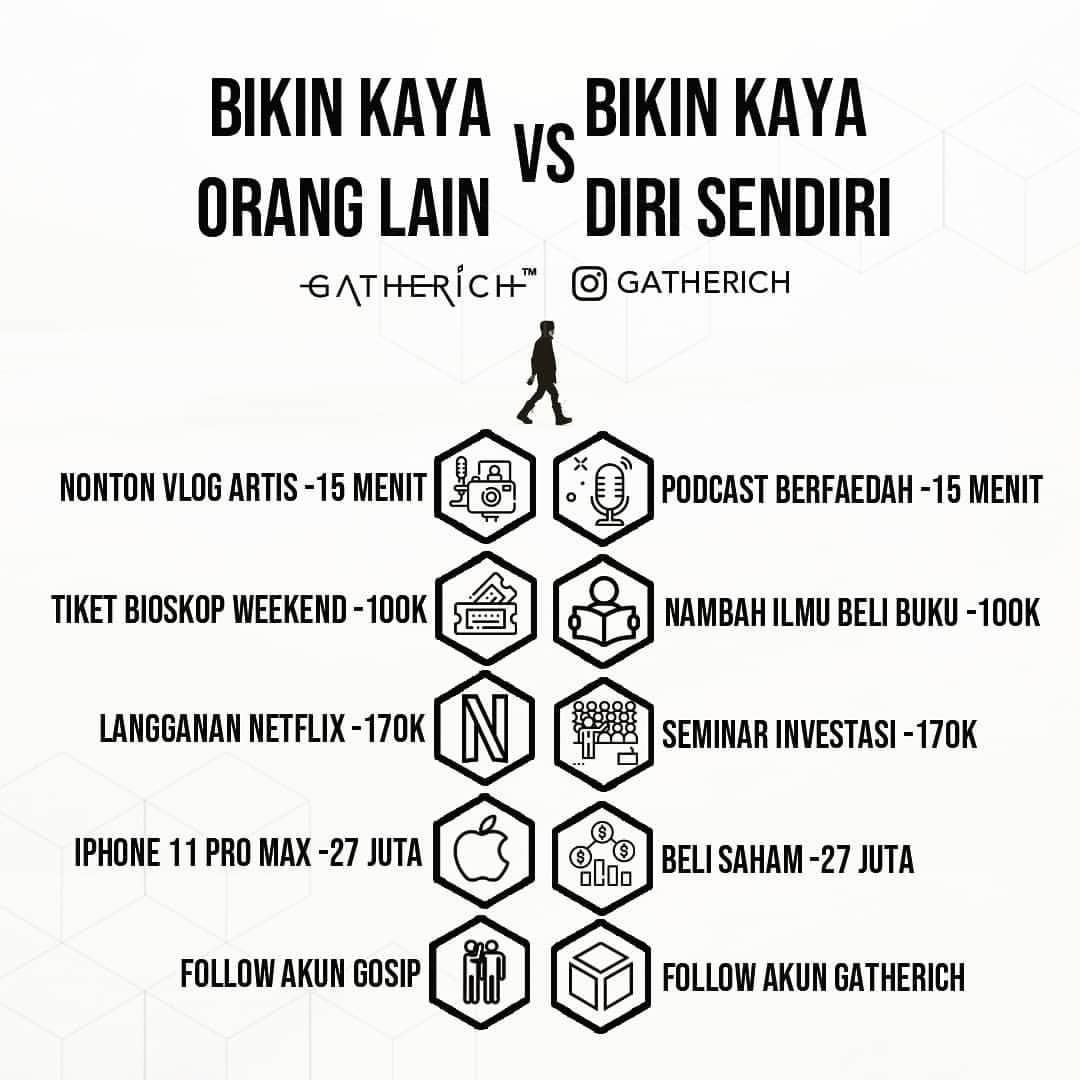 BIKIN KAYA
ORANG LAIN
VS
BIKIN KAYA
DIRI SENDIRI
GATHERICH™
GATHERICH
NONTON VLOG ARTIS -15 MENIT
PODCAST BERFAEDAH -15 MENIT
TIKET BIOSKOP WEEKEND -100K
NAMBAH ILMU BELI BUKU -100K
LANGGANAN NETFLIX -170K
N
SEMINAR INVESTASI -170K
IPHONE 11 PRO MAX -27 JUTA
$ $ $
BELI SAHAM -27 JUTA
FOLLOW AKUN GOSIP
FOLLOW AKUN GATHERICH